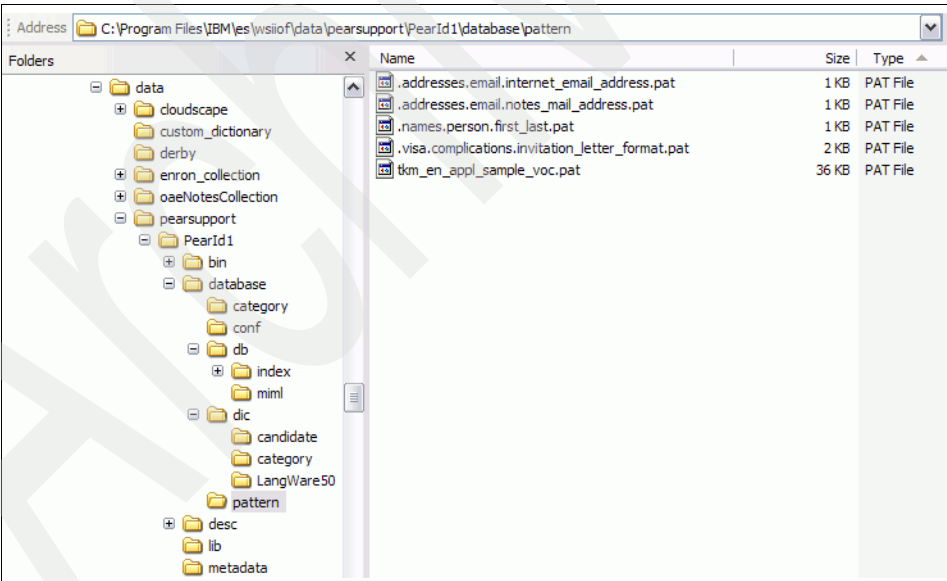 Address C:\Program Files\IBM\es\wsiiof\data\pearsupport\PearId1\database\pattern
Folders × Name Size Type
data
cloudscape
custom_dictionary
derby
enron_collection
oaeNotesCollection
pearsupport
PearId1
bin
database
category
conf
db
index
miml
dic
candidate
category
LangWare50
pattern
desc
lib
metadata
.addresses.email.internet_email_address.pat 1 KB PAT File
.addresses.email.notes_mail_address.pat 1 KB PAT File
.names.person.first_last.pat 1 KB PAT File
.visa.complications.invitation_letter_format.pat 2 KB PAT File
tkm_en_appl_sample_voc.pat 36 KB PAT File